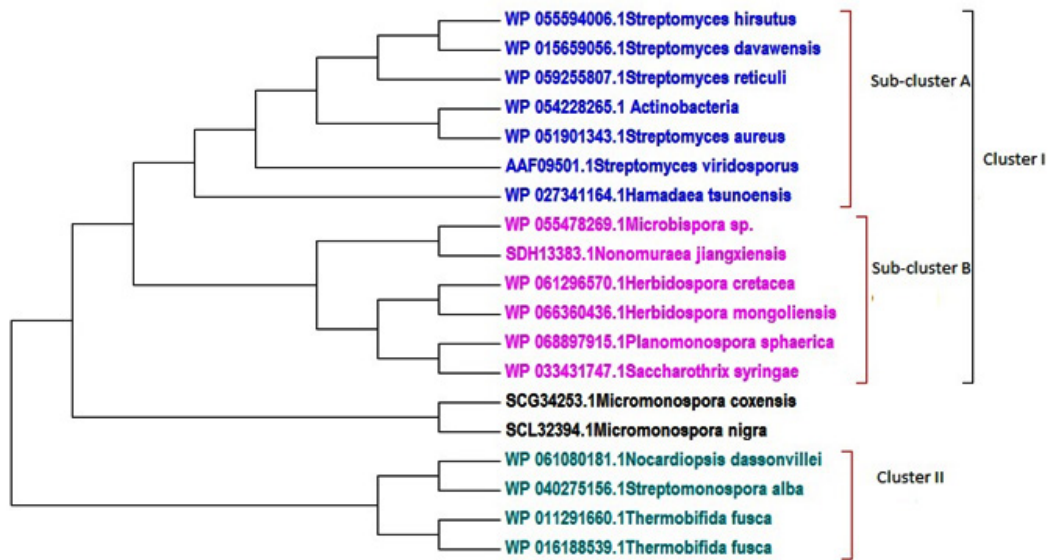 WP 055594006.1Streptomyces hirsutus
WP 015659056.1Streptomyces davawensis
WP 059255807.1Streptomyces reticuli
WP 054228265.1 Actinobacteria
WP 051901343.1Streptomyces aureus
AAF09501.1Streptomyces viridosporus
WP 027341164.1Hamadaea tsunoensis
Sub-cluster A
WP 055478269.1Microbispora sp.
SDH13383.1Nonomuraea jiangxiensis
WP 061296570.1Herbidospora cretacea
WP 066360436.1Herbidospora mongoliensis
WP 068897915.1Planomonospora sphaerica
WP 033431747.1Saccharothrix syringae
Sub-cluster B
Cluster I
SCG34253.1Micromonospora coxensis
SCL32394.1Micromonospora nigra
WP 061080181.1Nocardiopsis dassonvillei
WP 040275156.1Streptomonospora alba
WP 011291660.1Thermobifida fusca
WP 016188539.1Thermobifida fusca
Cluster II